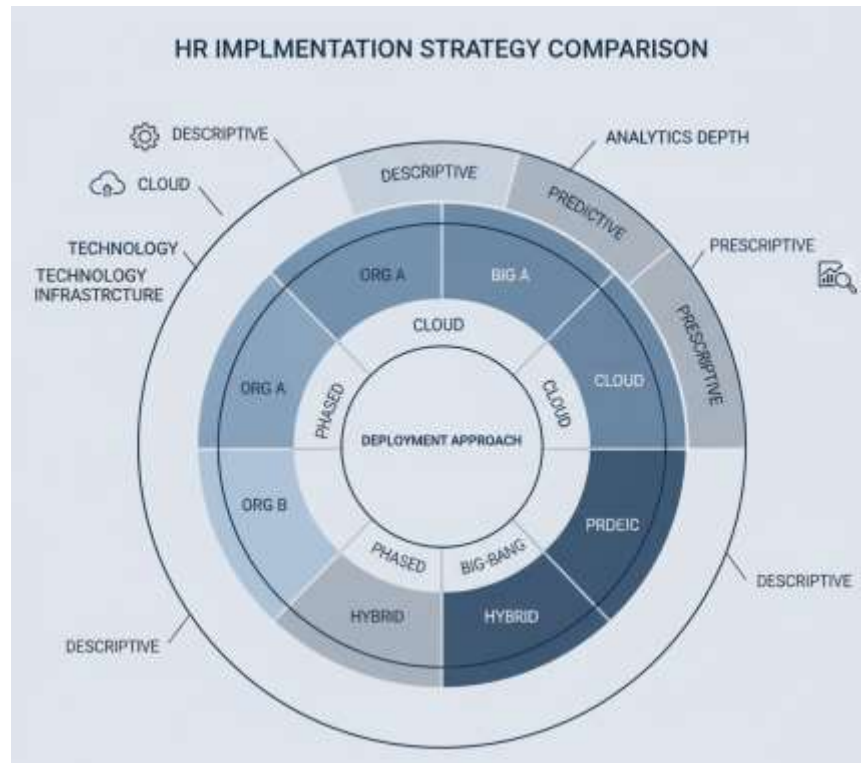 HR IMPLMENTATION STRATEGY COMPARISON
DESCRIPTIVE
ANALYTICS DEPTH
CLOUD
DESCRIPTIVE
PREDICTIVE
TECHNOLOGY
TECHNOLOGY
INFRASTRCTURE
PRESCRIPTIVE
PRESCRIPTIVE
ORG A
BIG A
CLOUD
ORG A
PHASED
CLOUD
CLOUD
DEPLOYMENT APPROACH
ORG B
PRDEIC
PHASED
BIG-BANG
HYBRID
HYBRID
DESCRIPTIVE
DESCRIPTIVE